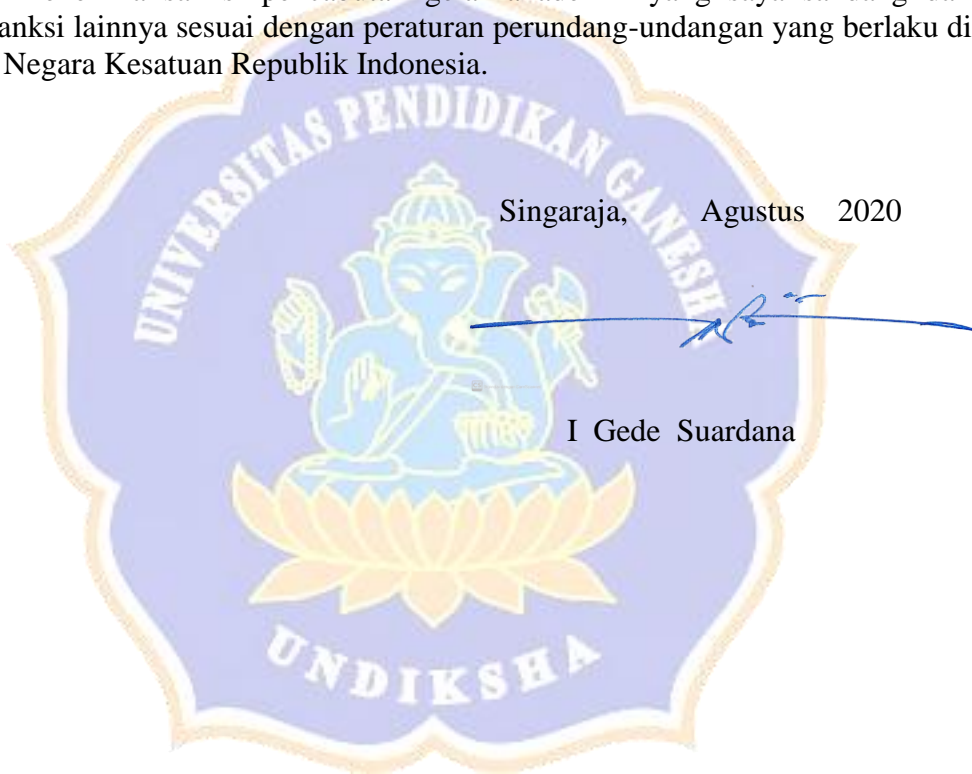 anksi lainnya sesuai dengan peraturan perundang-undangan yang berlaku di
Negara Kesatuan Republik Indonesia.
UNIVERSITAS PENDIDIKAN GANESHA
Singaraja, Agustus 2020
I Gede Suardana
UNDIKSHA